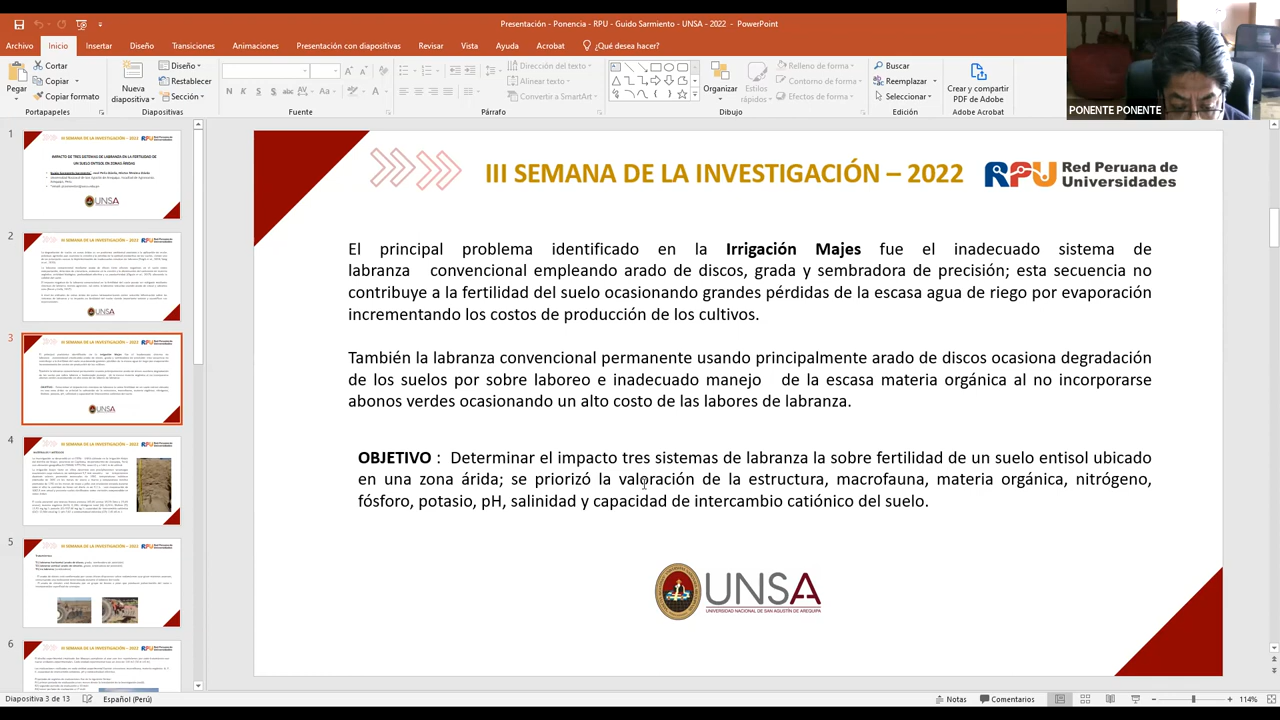 Presentación - Ponencia - RPU - Guido Sarmiento - UNSA - 2022 - PowerPoint
Archivo Inicio Insertar Diseño Transiciones Animaciones Presentación con diapositivas Revisar Vista Ayuda Acrobat ¿Qué desea hacer?
Pegar
Cortar
Copiar
Copiar formato
Portapapeles
Nueva diapositiva
Diseño
Restablecer
Sección
Diapositivas
Fuente
Dirección del texto
Alinear texto
Convertir a SmartArt
Párrafo
Organizar
Estilos rápidos
Relleno de forma
Contorno de forma
Efectos de forma
Dibujo
Buscar
Reemplazar
Seleccionar
Edición
Crear y compartir PDF de Adobe
Adobe Acrobat
PONENTE PONENTE
1
2
3
4
5
6
III SEMANA DE LA INVESTIGACIÓN – 2022
RPU Red Peruana de
Universidades
El principal problema identificado en la Irrigación Majes fue el inadecuado sistema de
labranza convencional empleando arado de discos, grada y sembradora de precisión; esta secuencia no
contribuye a la fertilidad del suelo ocasionando grandes pérdidas de la escasa agua de riego por evaporación
incrementando los costos de producción de los cultivos.
También la labranza convencional permanente usando principalmente arado de discos ocasiona degradación
de los suelos por sobre laboreo e inadecuado manejo de la escasa materia orgánica al no incorporarse
abonos verdes ocasionando un alto costo de las labores de labranza.
OBJETIVO : Determinar el impacto tres sistemas de labranza sobre fertilidad de un suelo entisol ubicado
en una zona árida; se priorizó la valoración de mesofauna, macrofauna, materia orgánica, nitrógeno,
fósforo, potasio, pH, salinidad y capacidad de intercambio catiónico del suelo.
UNSA
UNIVERSIDAD NACIONAL DE SAN AGUSTÍN DE AREQUIPA
Diapositiva 3 de 13 Español (Perú) Notas Comentarios 114%